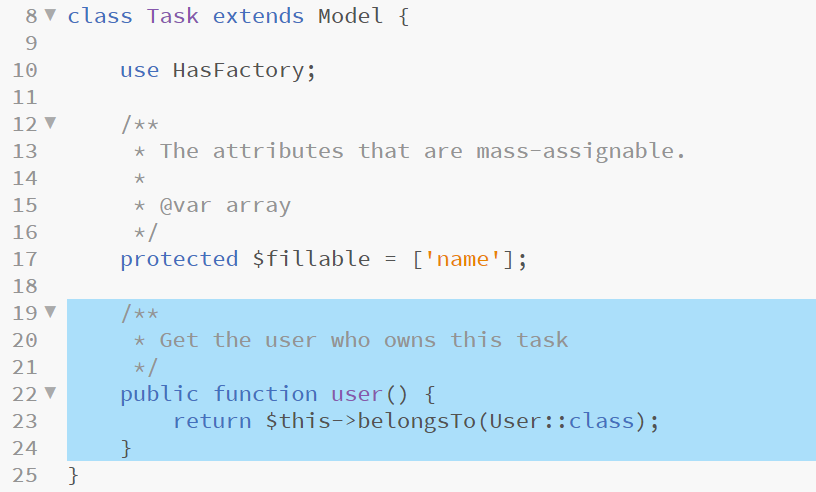 8 class Task extends Model {
9
10     use HasFactory;
11
12     /**
13      * The attributes that are mass-assignable.
14      *
15      * @var array
16      */
17     protected $fillable = ['name'];
18
19     /**
20      * Get the user who owns this task
21      */
22     public function user() {
23         return $this->belongsTo(User::class);
24     }
25 }